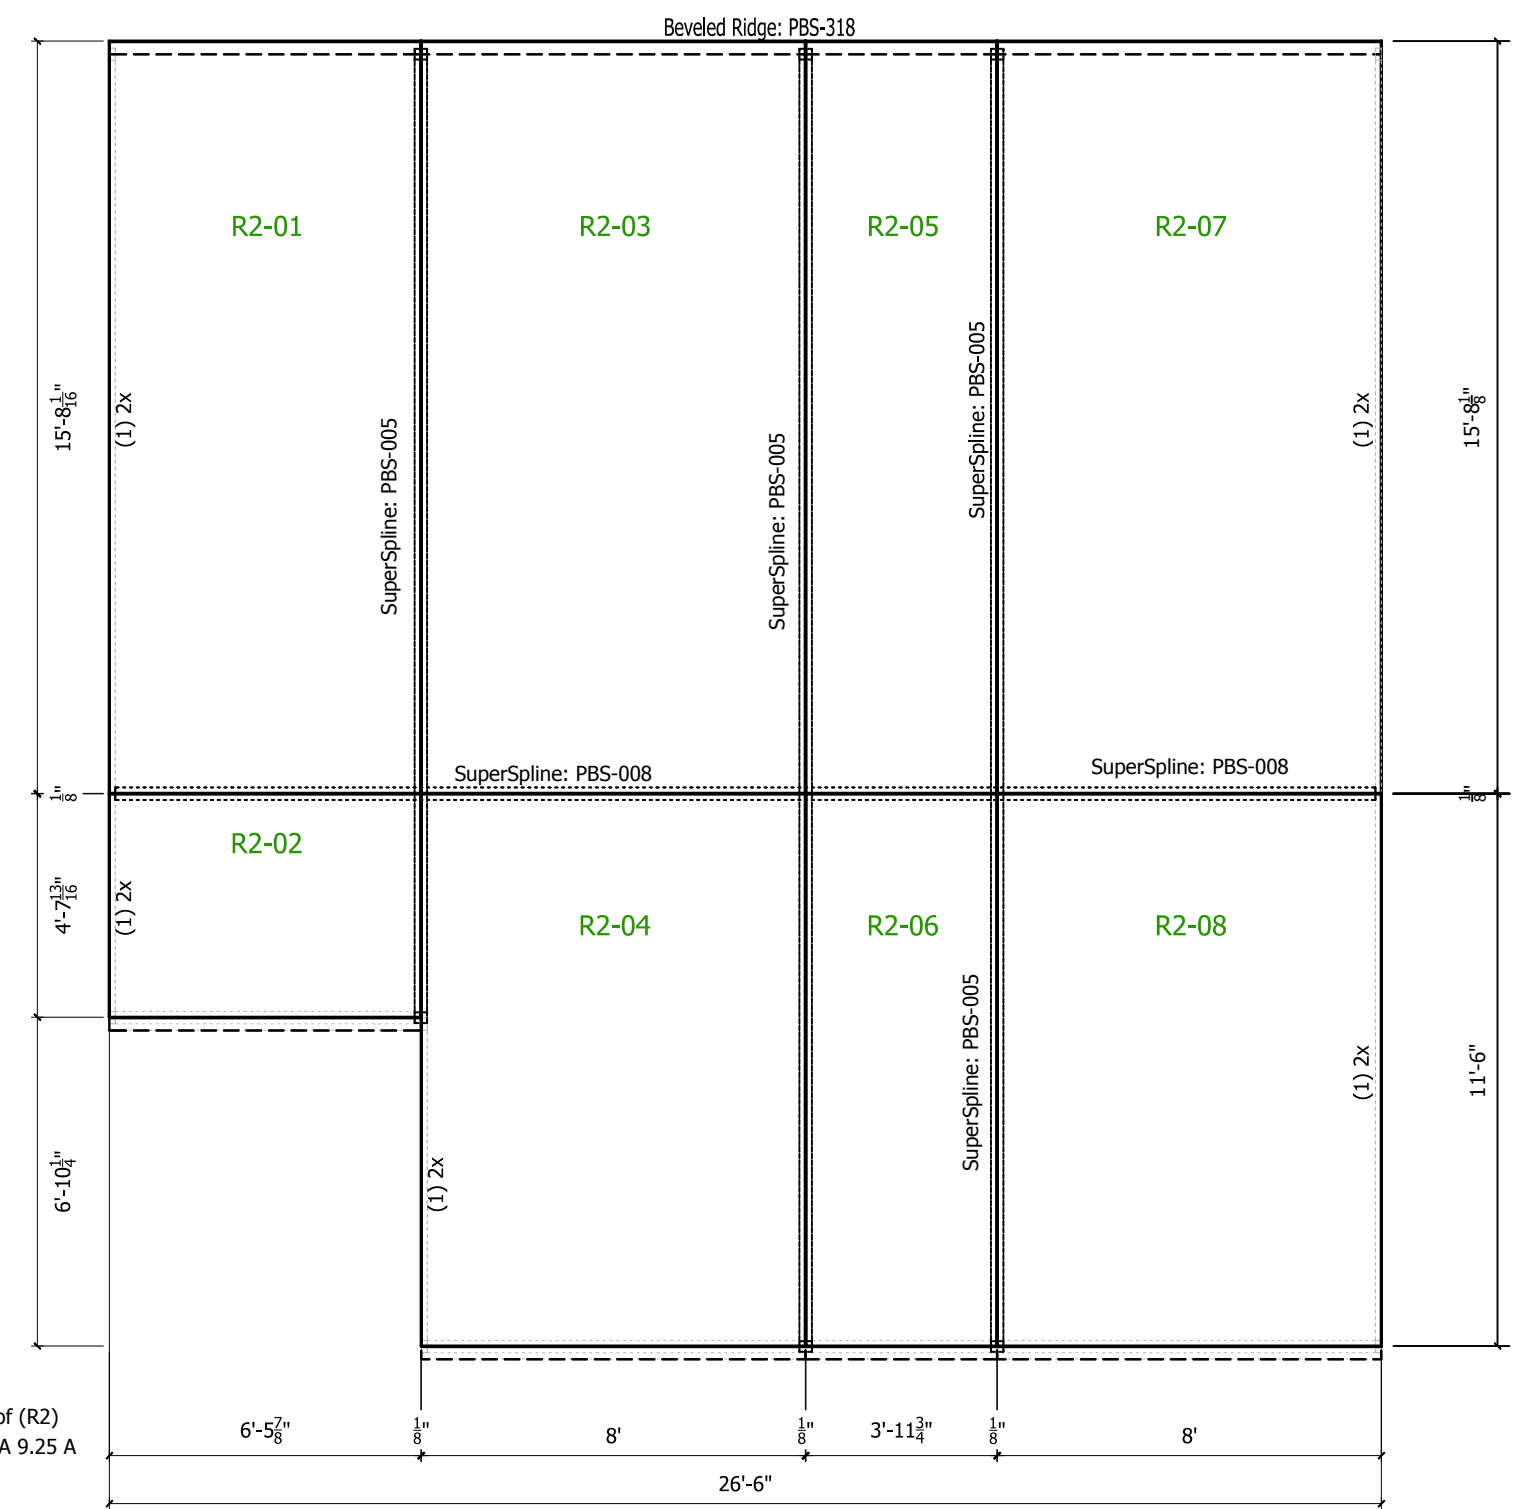 Beveled Ridge: PBS-318
R2-01
R2-03
R2-05
R2-07
15'-8 1/16"
(1) 2x
SuperSpline: PBS-005
SuperSpline: PBS-005
SuperSpline: PBS-005
(1) 2x
15'-8 1/8"
SuperSpline: PBS-008
SuperSpline: PBS-008
1/8"
1/8"
R2-02
4'-7 13/16"
(1) 2x
R2-04
R2-06
R2-08
SuperSpline: PBS-005
(1) 2x
11'-6"
6'-10 1/4"
(1) 2x
of (R2)
A 9.25 A
6'-5 7/8"
1/8"
8'
1/8"
3'-11 3/4"
1/8"
8'
26'-6"